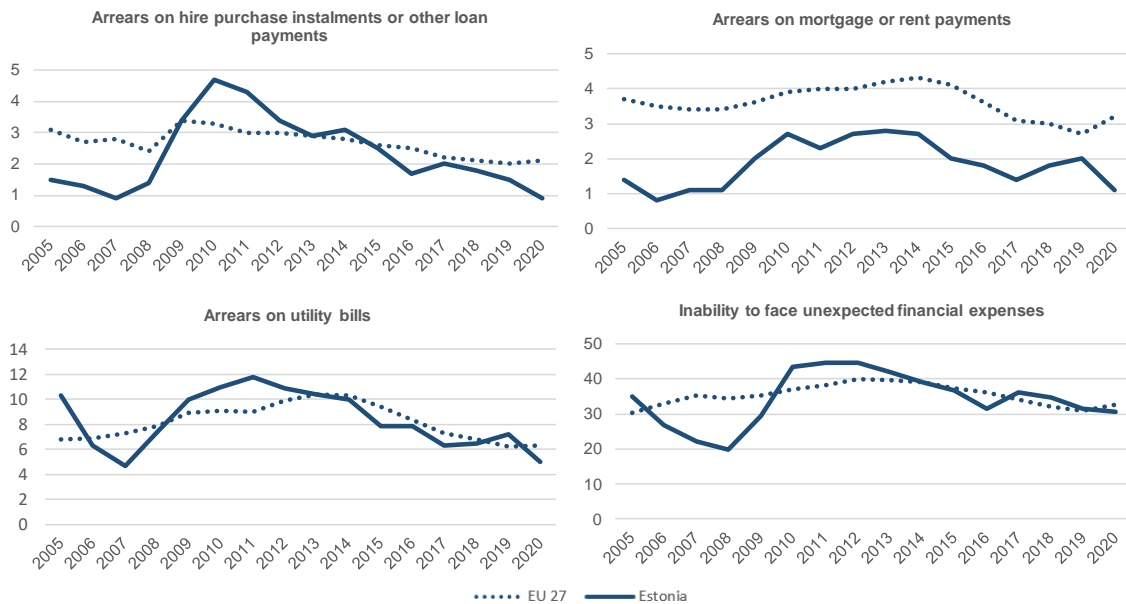 Arrears on hire purchase instalments or other loan
payments
5
4
3
2
1
0
2005 2006 2007 2008 2009 2010 2011 2012 2013 2014 2015 2016 2017 2018 2019 2020
Arrears on mortgage or rent payments
5
4
3
2
1
0
2005 2006 2007 2008 2009 2010 2011 2012 2013 2014 2015 2016 2017 2018 2019 2020
Arrears on utility bills
14
12
10
8
6
4
2
0
2005 2006 2007 2008 2009 2010 2011 2012 2013 2014 2015 2016 2017 2018 2019 2020
Inability to face unexpected financial expenses
50
40
30
20
10
0
2005 2006 2007 2008 2009 2010 2011 2012 2013 2014 2015 2016 2017 2018 2019 2020
EU 27 Estonia